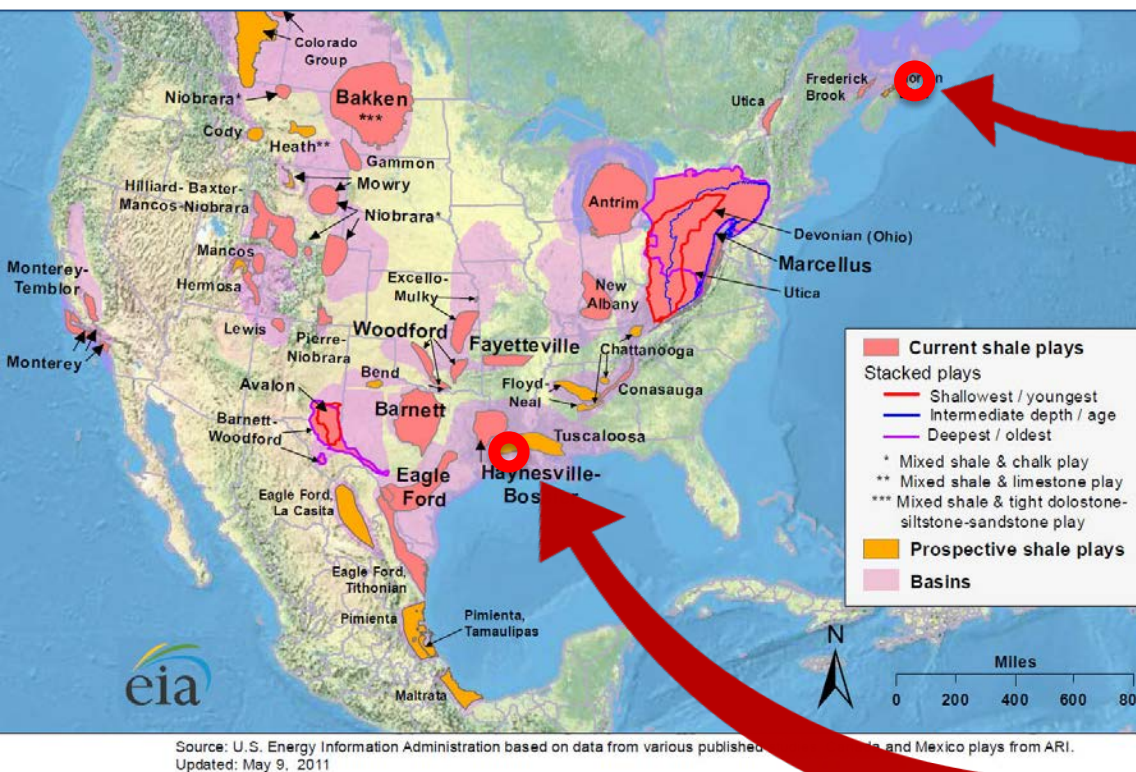 Colorado
Group
Niobrara*
Bakken
***
Cody
Heath**
Gammon
Mowry
Hilliard- Baxter-
Mancos-Niobrara
Niobrara*
Mancos
Hermosa
Monterey-
Temblor
Monterey
Lewis
Pierre-
Niobrara
Excello-
Mulky
Woodford
Fayetteville
Bend
Avalon
Barnett-
Woodford
Barnett
Antrim
New
Albany
Chattanooga
Floyd-
Neal
Conasauga
Tuscaloosa
Haynesville-
Eagle
Ford
Eagle Ford,
La Casita
Eagle Ford,
Tithonian
Pimienta
Pimienta,
Tamaulipas
Maltrata
Utica
Frederick
Brook
Devonian (Ohio)
Marcellus
Utica
Current shale plays
Stacked plays
Shallowest / youngest
Intermediate depth / age
Deepest / oldest
* Mixed shale & chalk play
** Mixed shale & limestone play
*** Mixed shale & tight dolostone-
siltstone-sandstone play
Prospective shale plays
Basins
N
Miles
0 200 400 600
eia
Source: U.S. Energy Information Administration based on data from various published and Mexico plays from ARI.
Updated: May 9, 2011